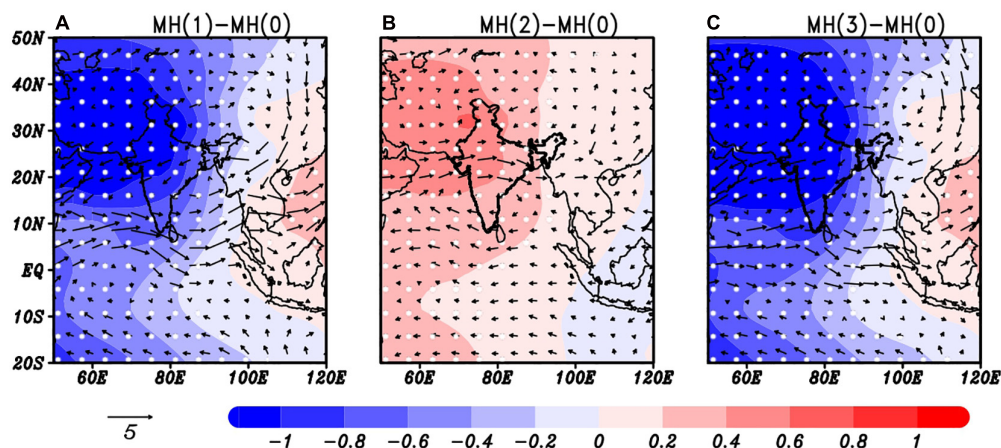 A MH(1)−MH(0) B MH(2)−MH(0) C MH(3)−MH(0)
50N
40N
30N
20N
10N
EQ
10S
20S
60E 80E 100E 120E 60E 80E 100E 120E 60E 80E 100E 120E
5
−1 −0.8 −0.6 −0.4 −0.2 0 0.2 0.4 0.6 0.8 1